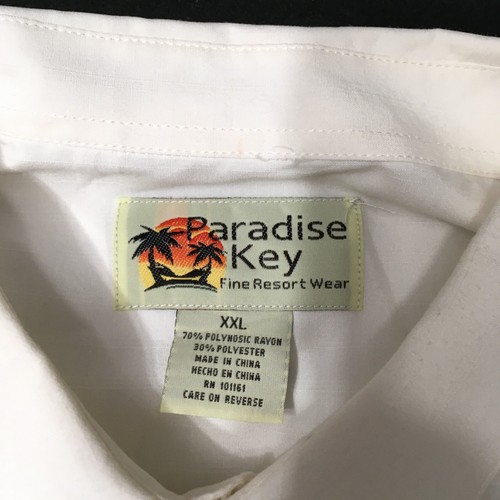 Paradise
Key
Fine Resort Wear
XXL
70% POLYNOSIC RAYON
30% POLYESTER
MADE IN CHINA
HECHO EN CHINA
RN 101161
CARE ON REVERSE